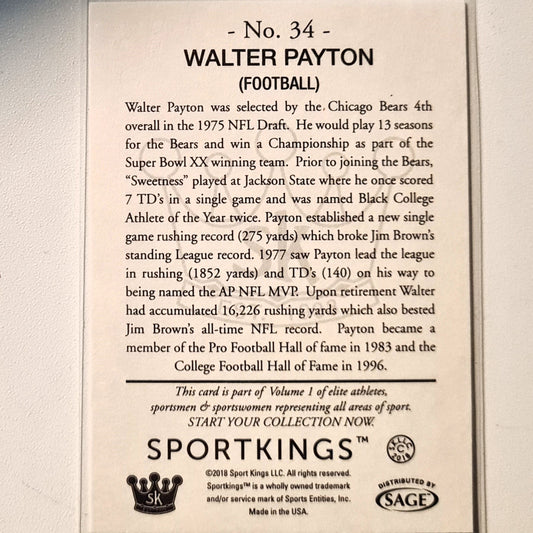 - No. 34 -
WALTER PAYTON
(FOOTBALL)
Walter Payton was selected by the Chicago Bears 4th
overall in the 1975 NFL Draft. He would play 13 seasons
for the Bears and win a Championship as part of the
Super Bowl XX winning team. Prior to joining the Bears,
“Sweetness” played at Jackson State where he once scored
7 TD’s in a single game and was named Black College
Athlete of the Year twice. Payton established a new single
game rushing record (275 yards) which broke Jim Brown’s
standing League record. 1977 saw Payton lead the league
in rushing (1852 yards) and TD’s (140) on his way to
being named the AP NFL MVP. Upon retirement Walter
had accumulated 16,226 rushing yards which also bested
Jim Brown’s all-time NFL record. Payton became a
member of the Pro Football Hall of fame in 1983 and the
College Football Hall of Fame in 1996.
This card is part of Volume 1 of elite athletes,
sportsmen & sportswomen representing all areas of sport.
START YOUR COLLECTION NOW.
SPORTKINGS™
SKLLC
©
2018
©2018 Sport Kings LLC. All rights reserved.
Sportkings™ is a wholly owned trademark
and/or service mark of Sports Entities, Inc.
Made in the USA.
SK
DISTRIBUTED BY
SAGE